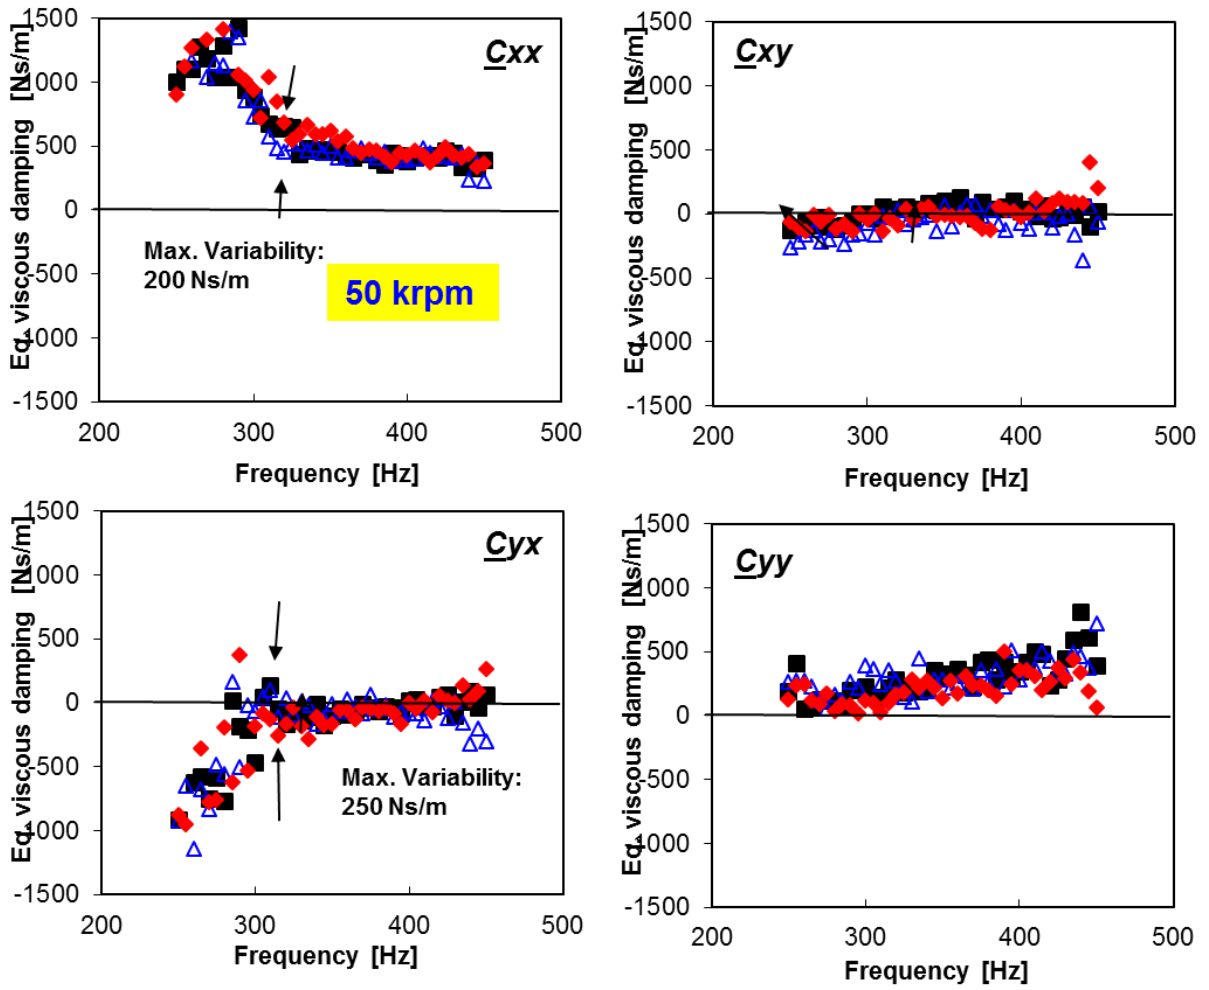 1500
1000
500
0
-500
-1000
-1500
200
300
400
500
Frequency [Hz]
Eq. viscous damping [Ns/m]
Cxx
Max. Variability:
200 Ns/m
50 krpm
1500
1000
500
0
-500
-1000
-1500
200
300
400
500
Frequency [Hz]
Eq. viscous damping [Ns/m]
Cxy
1500
1000
500
0
-500
-1000
-1500
200
300
400
500
Frequency [Hz]
Eq. viscous damping [Ns/m]
Cyx
Max. Variability:
250 Ns/m
1500
1000
500
0
-500
-1000
-1500
200
300
400
500
Frequency [Hz]
Eq. viscous damping [Ns/m]
Cyy